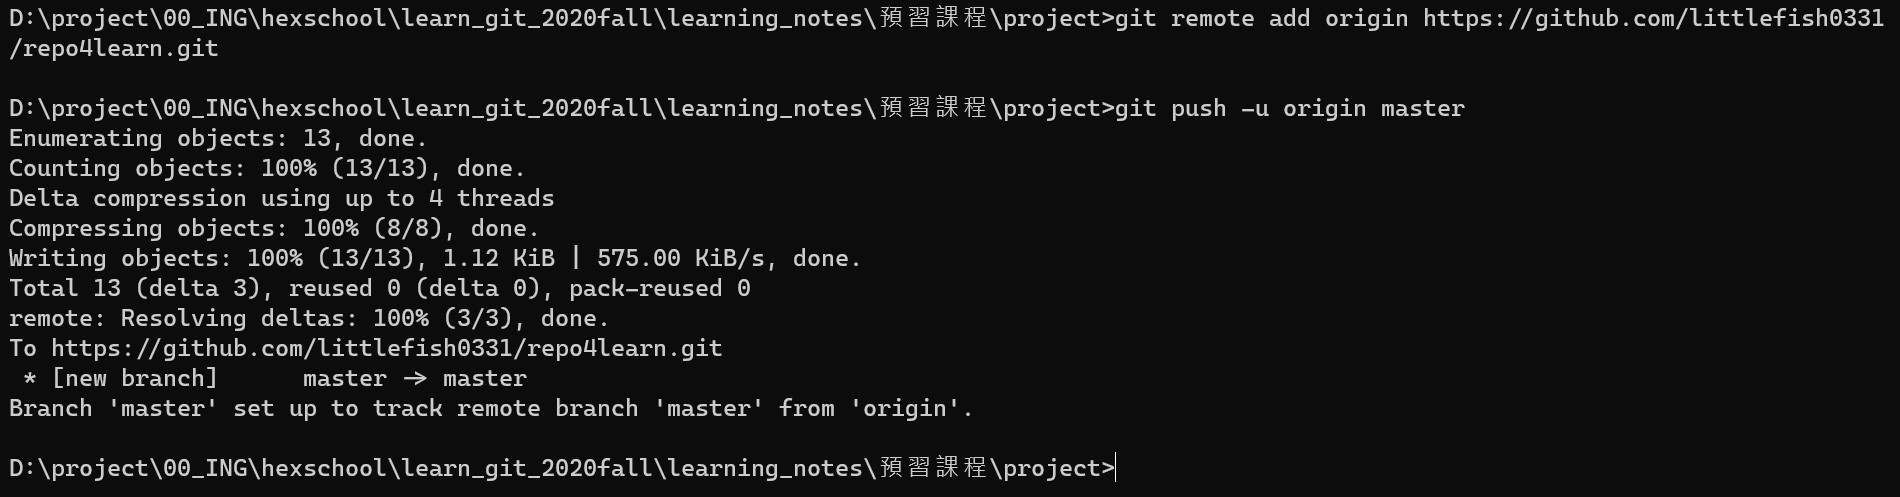 D:\project\00_ING\hexschool\learn_git_2020fall\learning_notes\預習課程\project>git remote add origin https://github.com/littlefish0331
/repo4learn.git
D:\project\00_ING\hexschool\learn_git_2020fall\learning_notes\預習課程\project>git push -u origin master
Enumerating objects: 13, done.
Counting objects: 100% (13/13), done.
Delta compression using up to 4 threads
Compressing objects: 100% (8/8), done.
Writing objects: 100% (13/13), 1.12 KiB | 575.00 KiB/s, done.
Total 13 (delta 3), reused 0 (delta 0), pack-reused 0
remote: Resolving deltas: 100% (3/3), done.
To https://github.com/littlefish0331/repo4learn.git
 * [new branch]      master -> master
Branch 'master' set up to track remote branch 'master' from 'origin'.
D:\project\00_ING\hexschool\learn_git_2020fall\learning_notes\預習課程\project>